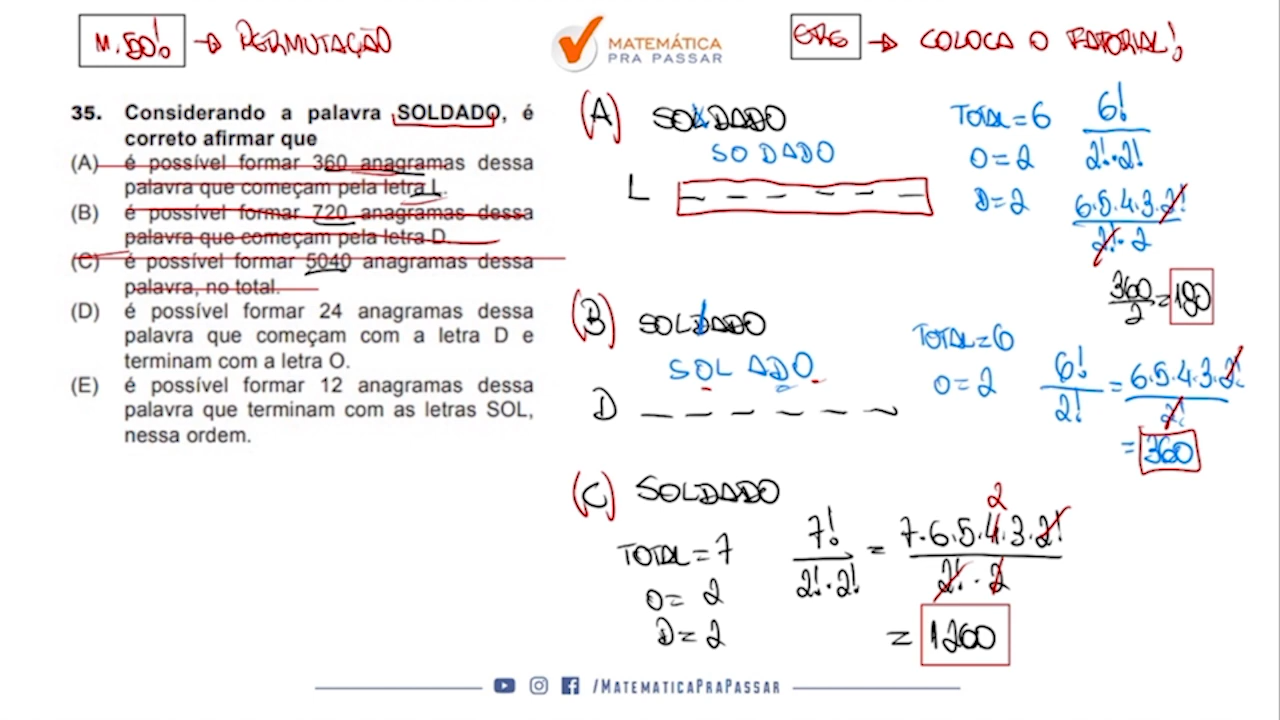 M.50! → PERMUTAÇÃO
MATEMÁTICA
PRA PASSAR
→ COLOCA O FATORIAL!
35. Considerando a palavra SOLDADO, é
correto afirmar que
(A) é possível formar 360 anagramas dessa
palavra que começam pela letra L.
(B) é possível formar 720 anagramas dessa
palavra que começam pela letra D.
(C) é possível formar 5040 anagramas dessa
palavra, no total.
(D) é possível formar 24 anagramas dessa
palavra que começam com a letra D e
terminam com a letra O.
(E) é possível formar 12 anagramas dessa
palavra que terminam com as letras SOL,
nessa ordem.
(A) SOLDADO
SO DADO
L _ _ _ _ _ _
TOTAL = 6
O = 2
D = 2
6!
2!·2!
6.5.4.3.2!
2!·2
360/2 = 180
(B) SOLDADO
SOL ADO
D _ _ _ _ _ _
TOTAL = 6
O = 2
6!/2! = 6.5.4.3.2!/2!
= 360
(C) SOLDADO
TOTAL = 7
O = 2
D = 2
2
7!/2!·2! = 7.6.5.4.3.2!/2!·2
= 1260
/MATEMATICAPRAPASSAR